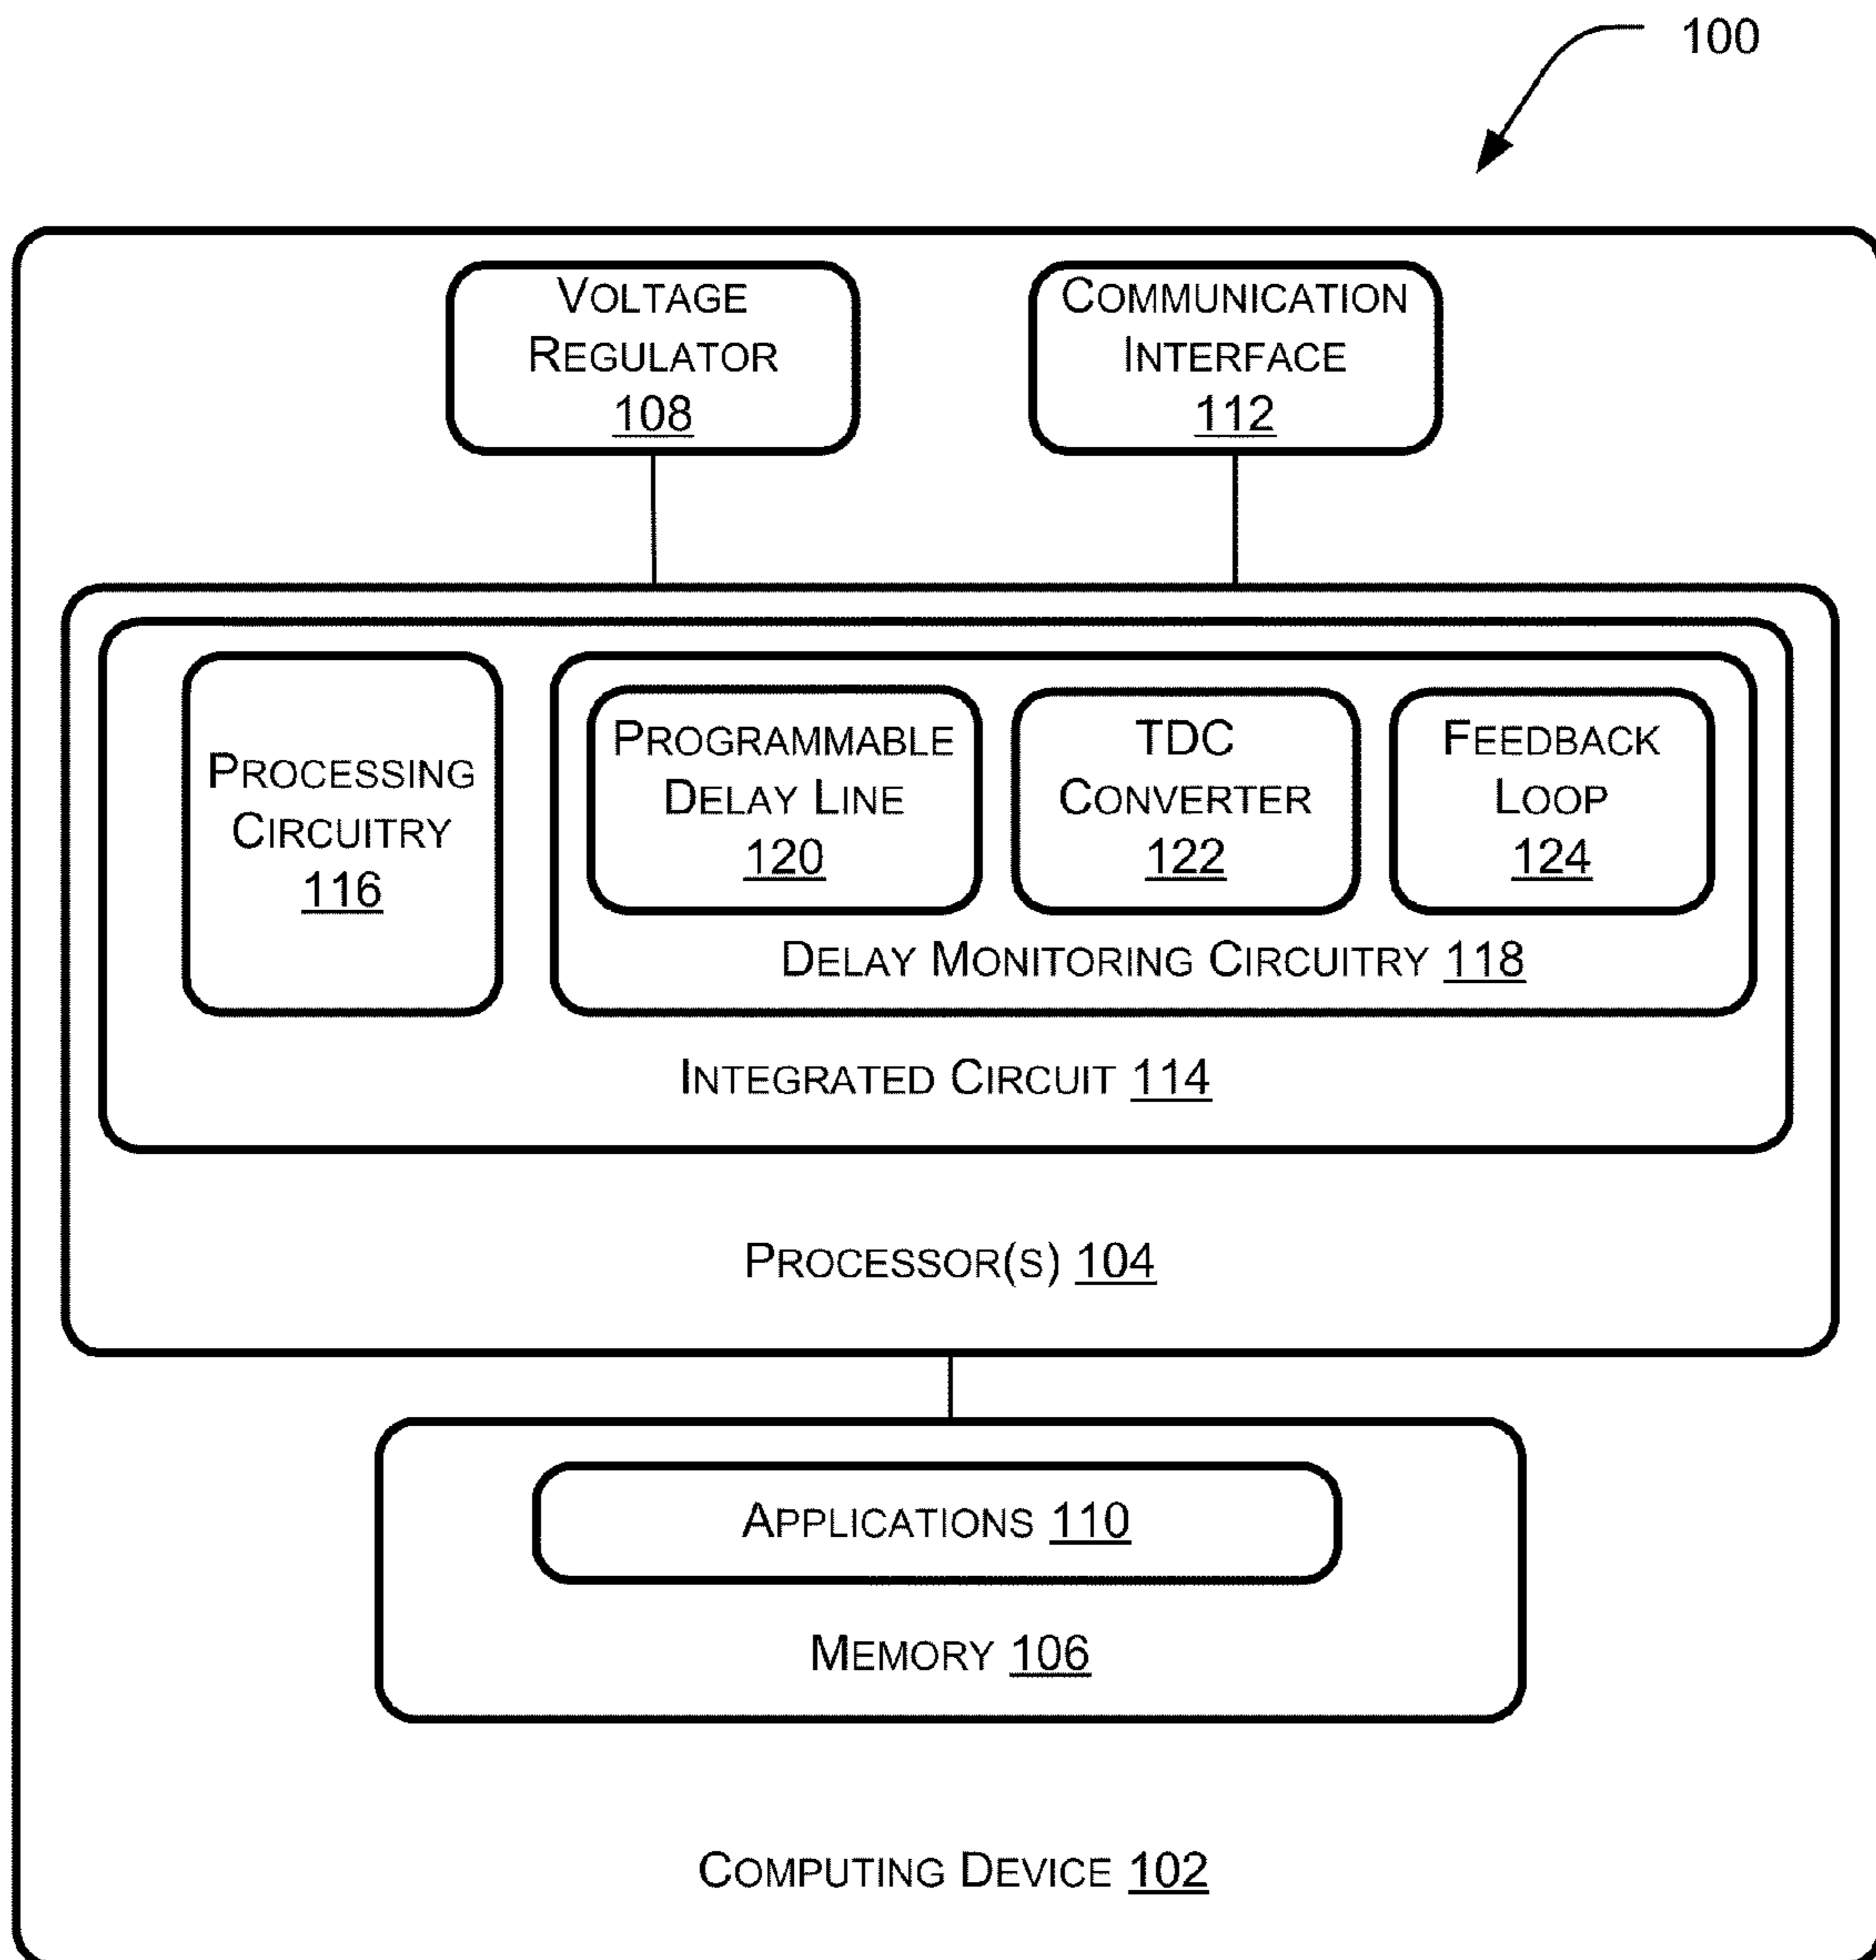 100
VOLTAGE
REGULATOR
108
COMMUNICATION
INTERFACE
112
PROCESSING
CIRCUITRY
116
PROGRAMMABLE
DELAY LINE
120
TDC
CONVERTER
122
FEEDBACK
LOOP
124
DELAY MONITORING CIRCUITRY 118
INTEGRATED CIRCUIT 114
PROCESSOR(S) 104
APPLICATIONS 110
MEMORY 106
COMPUTING DEVICE 102